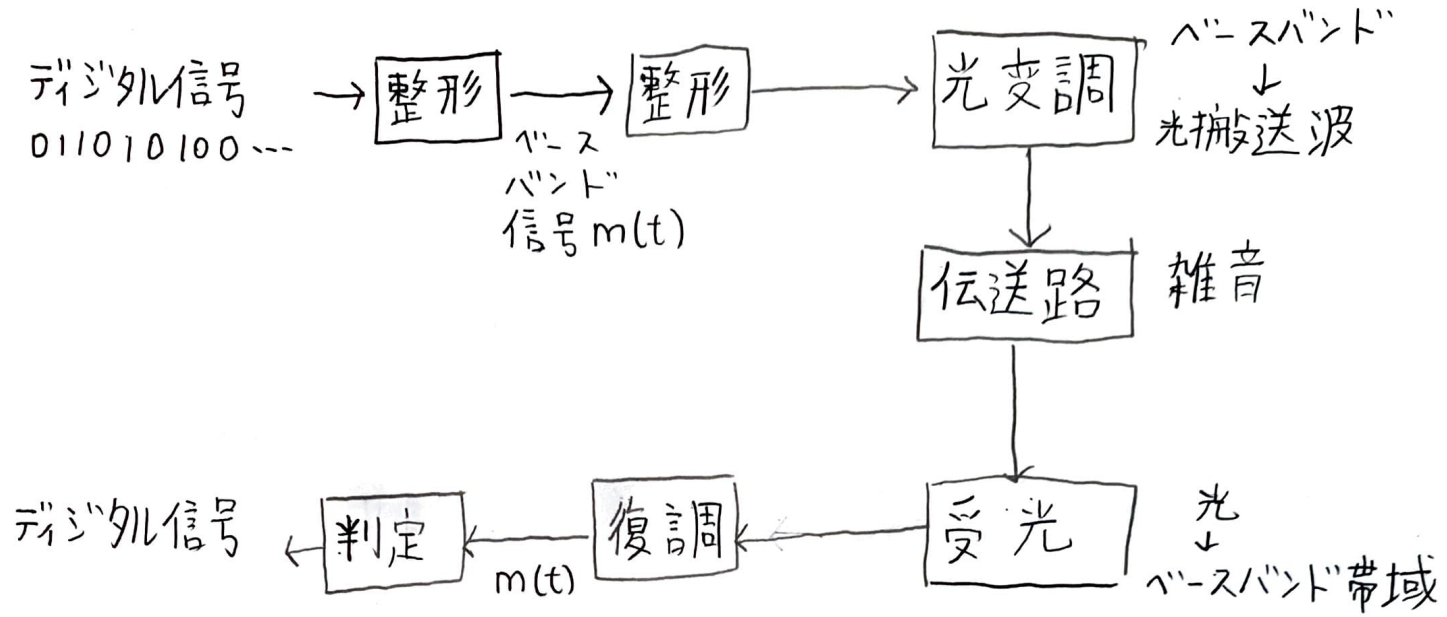 ディジタル信号
011010100…
整形
ベース
バンド
信号m(t)
整形
光変調
ベースバンド
↓
光搬送波
伝送路
雑音
受光
光
↓
ベースバンド帯域
復調
m(t)
判定
ディジタル信号